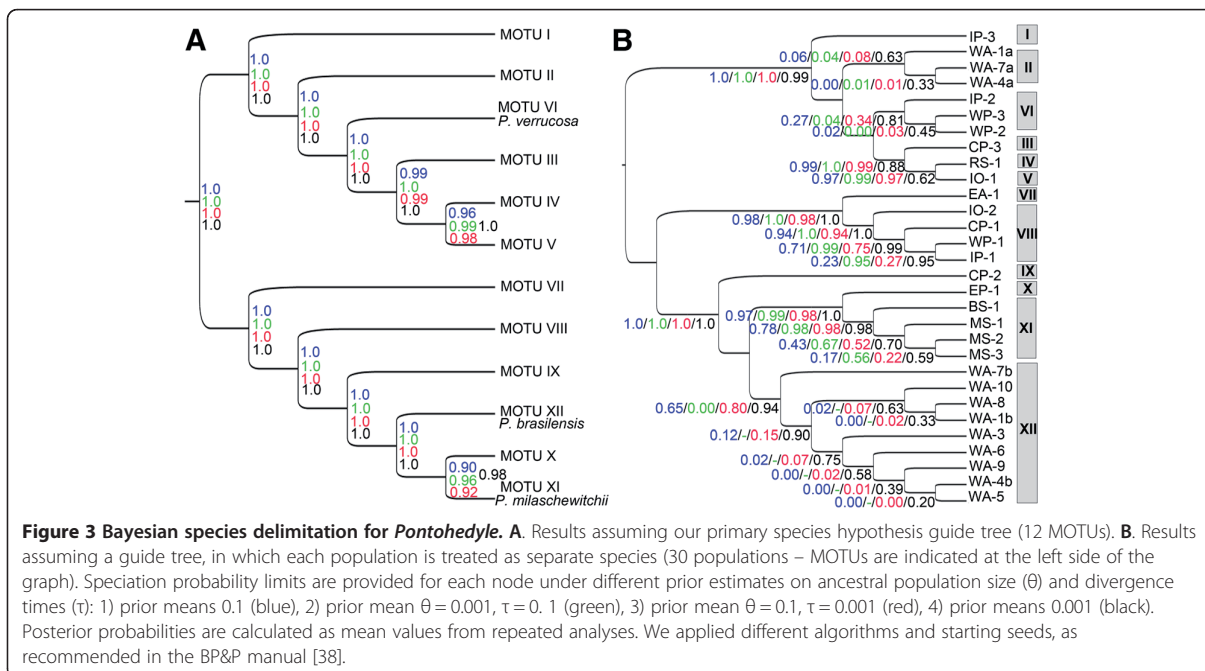 A
MOTU I
1.0
1.0
1.0
1.0
MOTU II
1.0
1.0
1.0
1.0
MOTU VI
P. verrucosa
1.0
1.0
1.0
1.0
MOTU III
0.99
1.0
0.99
1.0
MOTU IV
0.96
0.99 1.0
0.98
MOTU V
1.0
1.0
1.0
1.0
MOTU VII
1.0
1.0
1.0
1.0
MOTU VIII
1.0
1.0
1.0
1.0
MOTU IX
1.0
1.0
1.0
1.0
MOTU XII
P. brasilensis
1.0
1.0
1.0
1.0
MOTU X
0.90
0.96 0.98
0.92
MOTU XI
P. milaschewitchii
B
IP-3 I
0.06/0.04/0.08/0.63 WA-1a
1.0/1.0/1.0/0.99 WA-7a II
0.00/0.01/0.01/0.33 WA-4a
IP-2
0.27/0.04/0.34/0.81 WP-3 VI
0.02/0.00/0.03/0.45 WP-2
CP-3 III
0.99/1.0/0.99/0.88 RS-1 IV
0.97/0.99/0.97/0.62 IO-1 V
EA-1 VII
0.98/1.0/0.98/1.0 IO-2
0.94/1.0/0.94/1.0 CP-1 VIII
0.71/0.99/0.75/0.99 WP-1
0.23/0.95/0.27/0.95 IP-1
CP-2 IX
EP-1 X
1.0/1.0/1.0/1.0 0.97/0.99/0.98/1.0 BS-1
0.78/0.98/0.98/0.98 MS-1 XI
0.43/0.67/0.52/0.70 MS-2
0.17/0.56/0.22/0.59 MS-3
WA-7b
WA-10
0.65/0.00/0.80/0.94 0.02/-/0.07/0.63 WA-8
0.00/-/0.02/0.33 WA-1b XII
0.12/-/0.15/0.90 WA-3
0.02/-/0.07/0.75 WA-6
0.00/-/0.02/0.58 WA-9
0.00/-/0.01/0.39 WA-4b
0.00/-/0.00/0.20 WA-5
Figure 3 Bayesian species delimitation for Pontohedyle. A. Results assuming our primary species hypothesis guide tree (12 MOTUs). B. Results
assuming a guide tree, in which each population is treated as separate species (30 populations – MOTUs are indicated at the left side of the
graph). Speciation probability limits are provided for each node under different prior estimates on ancestral population size (θ) and divergence
times (τ): 1) prior means 0.1 (blue), 2) prior mean θ = 0.001, τ = 0. 1 (green), 3) prior mean θ = 0.1, τ = 0.001 (red), 4) prior means 0.001 (black).
Posterior probabilities are calculated as mean values from repeated analyses. We applied different algorithms and starting seeds, as
recommended in the BP&P manual [38].